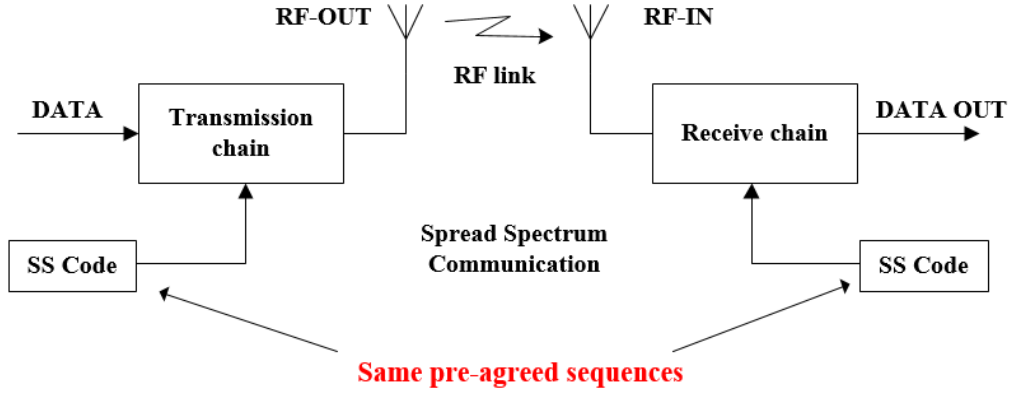 RF-OUT
RF-IN
RF link
DATA
Transmission
chain
Receive chain
DATA OUT
Spread Spectrum
Communication
SS Code
SS Code
Same pre-agreed sequences